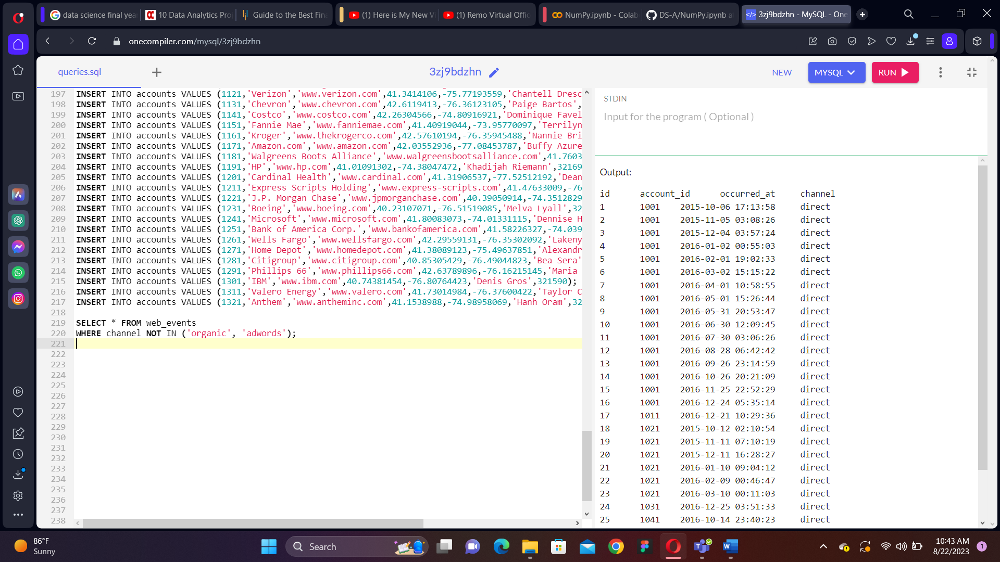 data science final yea
10 Data Analytics Proj
Guide to the Best Fina
(1) Here is My New Vi
(1) Remo Virtual Offic
NumPy.ipynb - Colab
DS-A/NumPy.ipynb a
3zj9bdzhn - MySQL - One
onecompiler.com/mysql/3zj9bdzhn
queries.sql
3zj9bdzhn
NEW
MYSQL
RUN
197 INSERT INTO accounts VALUES (1121,'Verizon','www.verizon.com',41.3414106,-75.77193559,'Chantell Dresc
198 INSERT INTO accounts VALUES (1131,'Chevron','www.chevron.com',42.6119413,-76.36123105,'Paige Bartos',
199 INSERT INTO accounts VALUES (1141,'Costco','www.costco.com',42.26304566,-74.80916921,'Dominique Favel
200 INSERT INTO accounts VALUES (1151,'Fannie Mae','www.fanniemae.com',41.40919044,-73.95770097,'Terrilyn
201 INSERT INTO accounts VALUES (1161,'Kroger','www.thekrogerco.com',42.57610194,-76.35945488,'Nannie Bri
202 INSERT INTO accounts VALUES (1171,'Amazon.com','www.amazon.com',42.03552936,-77.08453787,'Buffy Azure
203 INSERT INTO accounts VALUES (1181,'Walgreens Boots Alliance','www.walgreensbootsalliance.com',41.7603
204 INSERT INTO accounts VALUES (1191,'HP','www.hp.com',41.01091302,-74.38047472,'Khadijah Riemann',32169
205 INSERT INTO accounts VALUES (1201,'Cardinal Health','www.cardinal.com',41.31906537,-77.52512192,'Dean
206 INSERT INTO accounts VALUES (1211,'Express Scripts Holding','www.express-scripts.com',41.47633009,-76
207 INSERT INTO accounts VALUES (1221,'J.P. Morgan Chase','www.jpmorganchase.com',40.39050914,-74.3512829
208 INSERT INTO accounts VALUES (1231,'Boeing','www.boeing.com',40.23107071,-76.51519085,'Melva Lyall',32
209 INSERT INTO accounts VALUES (1241,'Microsoft','www.microsoft.com',41.80083073,-74.01331115,'Dennise H
210 INSERT INTO accounts VALUES (1251,'Bank of America Corp.','www.bankofamerica.com',41.58226327,-74.039
211 INSERT INTO accounts VALUES (1261,'Wells Fargo','www.wellsfargo.com',42.29559131,-76.35302092,'Lakeny
212 INSERT INTO accounts VALUES (1271,'Home Depot','www.homedepot.com',41.38089123,-75.49637851,'Alexandr
213 INSERT INTO accounts VALUES (1281,'Citigroup','www.citigroup.com',40.85305429,-76.49044823,'Bea Sera'
214 INSERT INTO accounts VALUES (1291,'Phillips 66','www.phillips66.com',42.63789896,-76.16215145,'Maria
215 INSERT INTO accounts VALUES (1301,'IBM','www.ibm.com',40.74381454,-76.80764423,'Denis Gros',321590);
216 INSERT INTO accounts VALUES (1311,'Valero Energy','www.valero.com',41.73014984,-76.37600422,'Taylor C
217 INSERT INTO accounts VALUES (1321,'Anthem','www.antheminc.com',41.1538988,-74.98958069,'Hanh Oram',32
218
219 SELECT * FROM web_events
220 WHERE channel NOT IN ('organic', 'adwords');
221
222
223
224
225
226
227
228
229
230
231
232
233
234
235
236
237
238
STDIN
Input for the program ( Optional )
Output:
id account_id occurred_at channel
1 1001 2015-10-06 17:13:58 direct
2 1001 2015-11-05 03:08:26 direct
3 1001 2015-12-04 03:57:24 direct
4 1001 2016-01-02 00:55:03 direct
5 1001 2016-02-01 19:02:33 direct
6 1001 2016-03-02 15:15:22 direct
7 1001 2016-04-01 10:58:55 direct
8 1001 2016-05-01 15:26:44 direct
9 1001 2016-05-31 20:53:47 direct
10 1001 2016-06-30 12:09:45 direct
11 1001 2016-07-30 03:06:26 direct
12 1001 2016-08-28 06:42:42 direct
13 1001 2016-09-26 23:14:59 direct
14 1001 2016-10-26 20:21:09 direct
15 1001 2016-11-25 22:52:29 direct
16 1001 2016-12-24 05:35:14 direct
17 1011 2016-12-21 10:29:36 direct
18 1021 2015-10-12 02:10:54 direct
19 1021 2015-11-11 07:10:19 direct
20 1021 2015-12-11 16:28:27 direct
21 1021 2016-01-10 09:04:12 direct
22 1021 2016-02-09 00:46:47 direct
23 1021 2016-03-10 00:11:03 direct
24 1031 2016-12-25 03:51:33 direct
25 1041 2016-10-14 23:40:23 direct
86°F
Sunny
Search
10:43 AM
8/22/2023
1